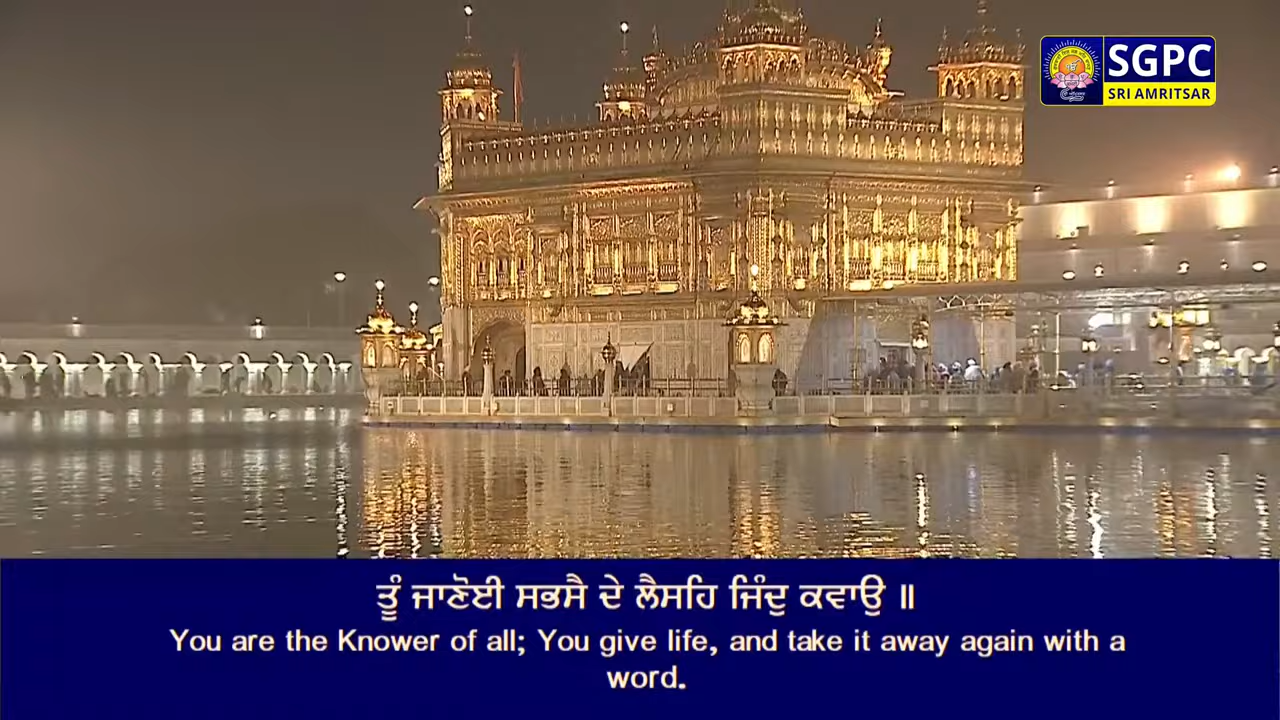 SGPC
SRI AMRITSAR
ਤੂੰ ਜਾਣੋਈ ਸਭਸੈ ਦੇ ਲੈਸਹਿ ਜਿੰਦੁ ਕਵਾਉ ॥
You are the Knower of all; You give life, and take it away again with a
word.